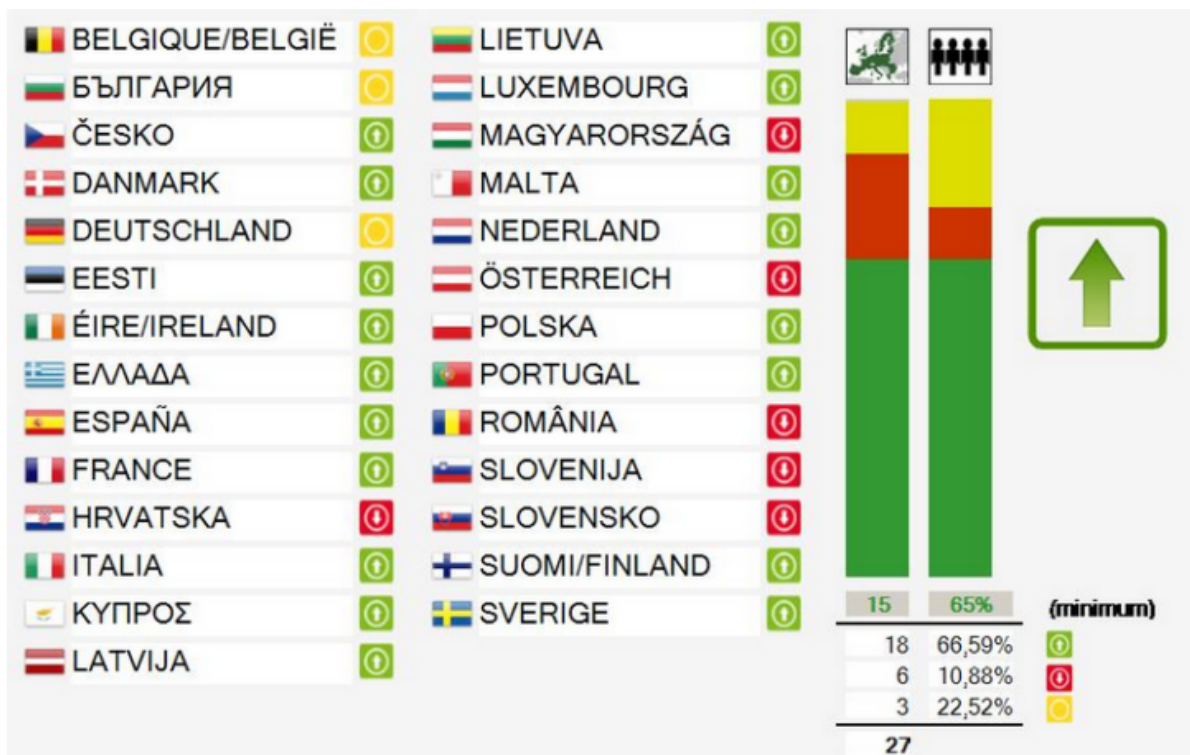 BELGIQUE/BELGIË
БЪЛГАРИЯ
ČESKO
DANMARK
DEUTSCHLAND
EESTI
ÉIRE/IRELAND
ΕΛΛΑΔΑ
ESPAÑA
FRANCE
HRVATSKA
ITALIA
ΚΥΠΡΟΣ
LATVIJA
LIETUVA
LUXEMBOURG
MAGYARORSZÁG
MALTA
NEDERLAND
ÖSTERREICH
POLSKA
PORTUGAL
ROMÂNIA
SLOVENIJA
SLOVENSKO
SUOMI/FINLAND
SVERIGE
15 65% (minimum)
18 66,59%
6 10,88%
3 22,52%
27